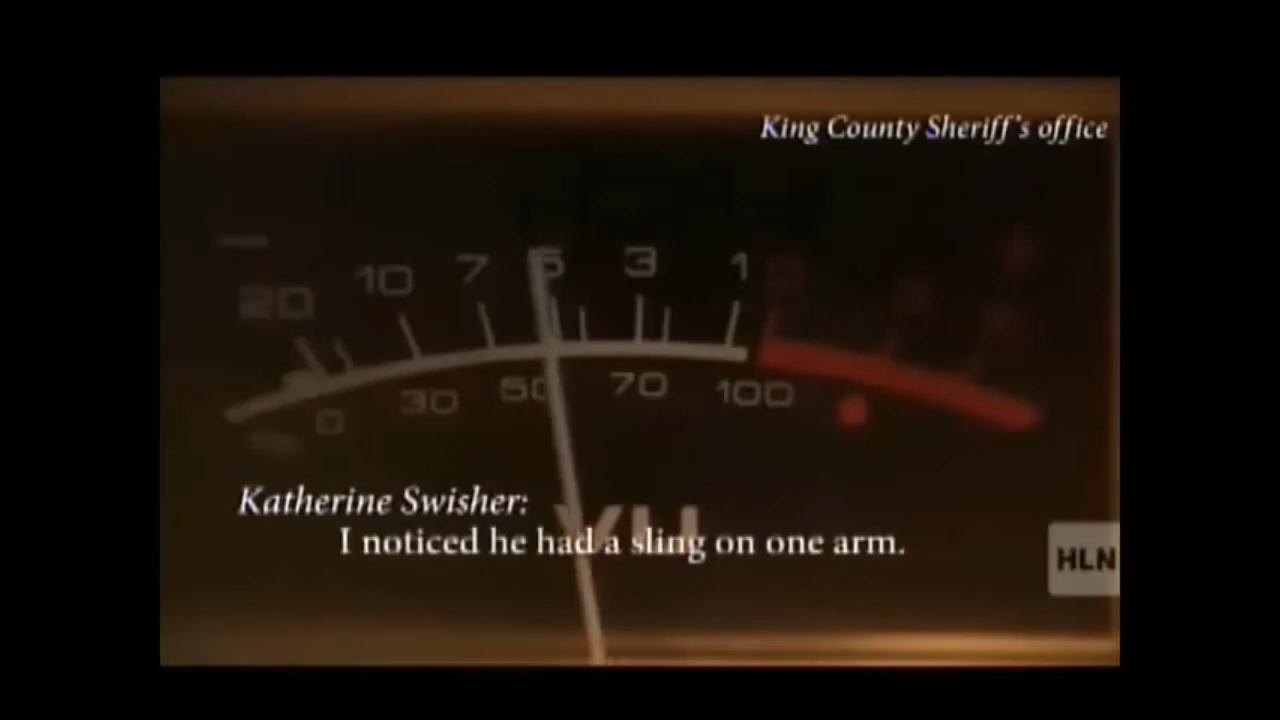 King County Sheriff's office
20 10 7 5 3 1
0 30 50 70 100
VU
Katherine Swisher:
I noticed he had a sling on one arm.
HLN